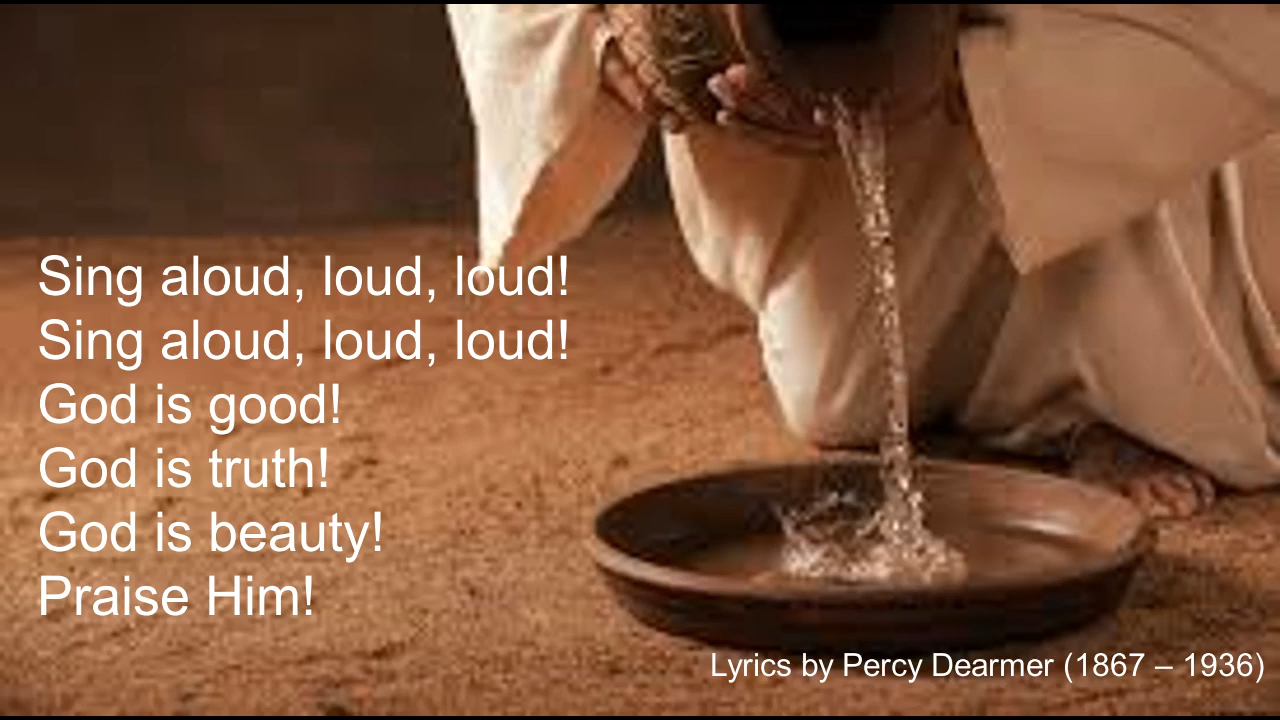 Sing aloud, loud, loud!
Sing aloud, loud, loud!
God is good!
God is truth!
God is beauty!
Praise Him!
Lyrics by Percy Dearmer (1867 – 1936)